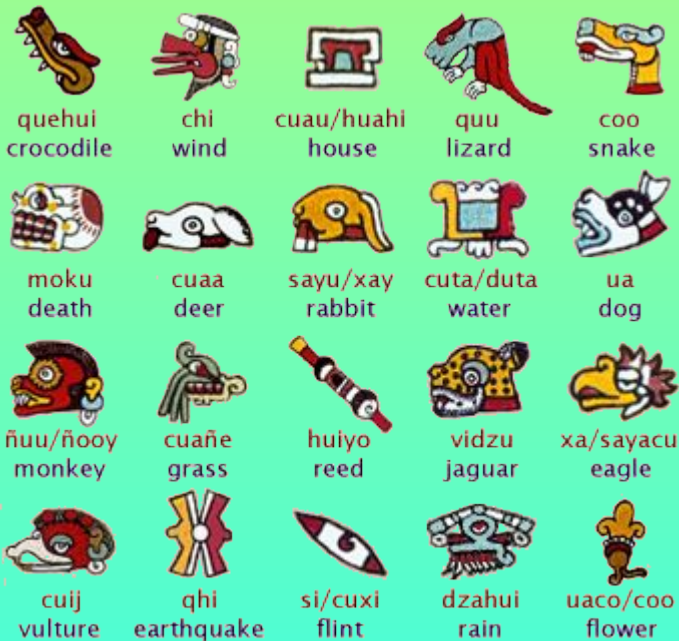 quehui chi cuau/huahi quu coo
crocodile wind house lizard snake
moku cuaa sayu/xay cuta/duta ua
death deer rabbit water dog
ñuu/ñooy cuañe huiyo vidzu xa/sayacu
monkey grass reed jaguar eagle
cuij qhi si/cuxi dzahui uaco/coo
vulture earthquake flint rain flower